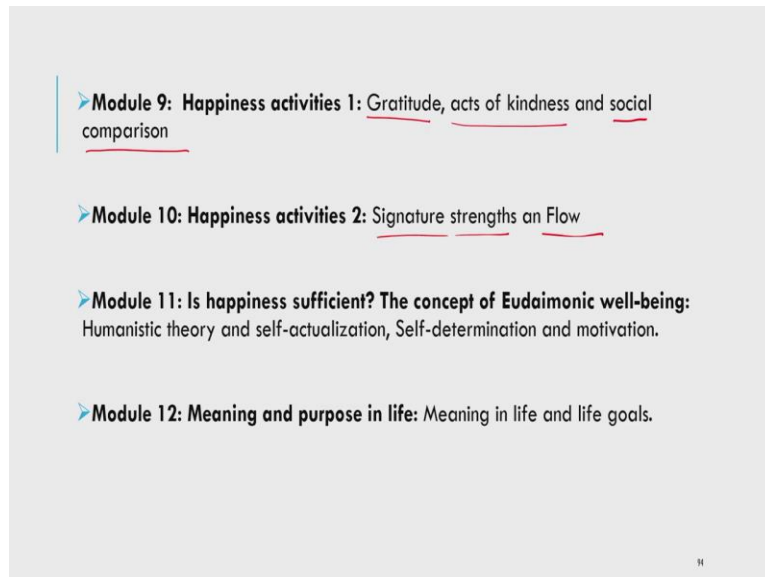 ➢Module 9: Happiness activities 1: Gratitude, acts of kindness and social
comparison
➢Module 10: Happiness activities 2: Signature strengths an Flow
➢Module 11: Is happiness sufficient? The concept of Eudaimonic well-being:
Humanistic theory and self-actualization, Self-determination and motivation.
➢Module 12: Meaning and purpose in life: Meaning in life and life goals.
94